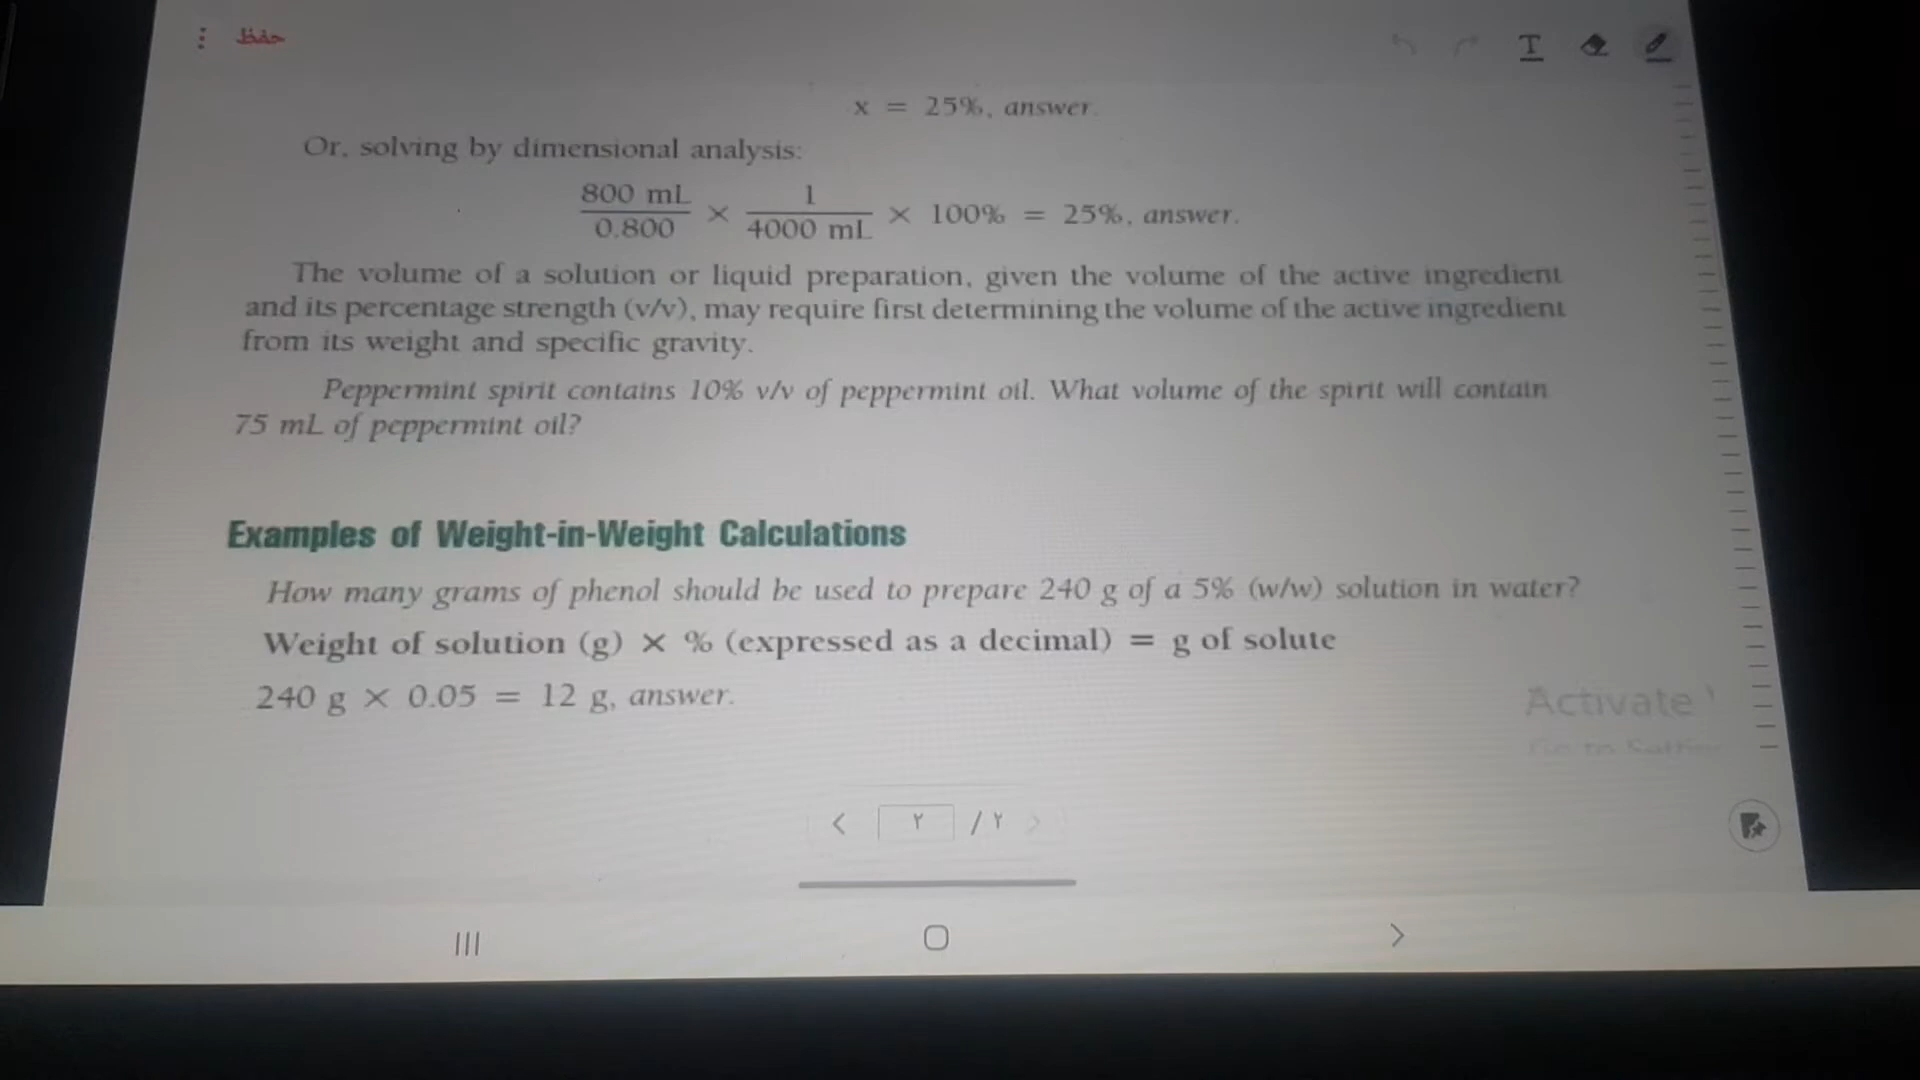 حفظ
T
x = 25%, answer.
Or, solving by dimensional analysis:
800 mL / 0.800 × 1 / 4000 mL × 100% = 25%, answer.
The volume of a solution or liquid preparation, given the volume of the active ingredient
and its percentage strength (v/v), may require first determining the volume of the active ingredient
from its weight and specific gravity.
Peppermint spirit contains 10% v/v of peppermint oil. What volume of the spirit will contain
75 mL of peppermint oil?
Examples of Weight-in-Weight Calculations
How many grams of phenol should be used to prepare 240 g of a 5% (w/w) solution in water?
Weight of solution (g) × % (expressed as a decimal) = g of solute
240 g × 0.05 = 12 g, answer.
Activate
Go to
٢ / ٢